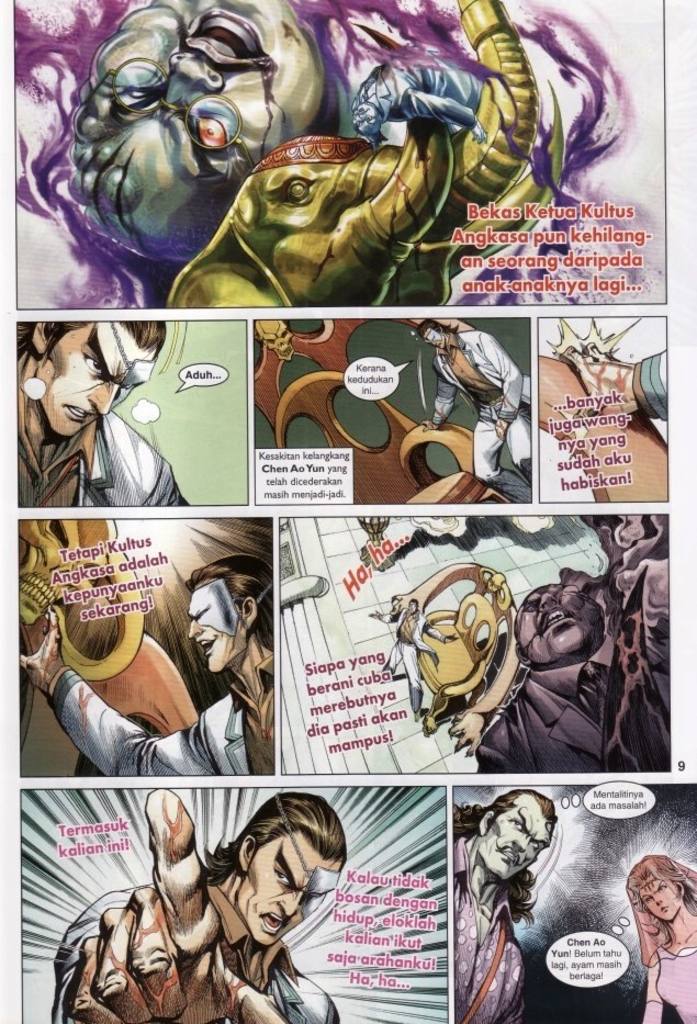 Bekas Ketua Kultus
Angkasa pun kehilang-
an seorang daripada
anak-anaknya lagi...
Aduh...
Kerana
kedudukan
ini...
Kesakitan kelangkang
Chen Ao Yun yang
telah dicederakan
masih menjadi-jadi.
...banyak
juga wang-
nya yang
sudah aku
habiskan!
Tetapi Kultus
Angkasa adalah
kepunyaanku
sekarang!
Ha, ha...
Siapa yang
berani cuba
merebutnya
dia pasti akan
mampus!
9
Termasuk
kalian ini!
Kalau tidak
bosan dengan
hidup, eloklah
kalian ikut
saja arahanku!
Ha, ha...
Mentalitinya
ada masalah!
Chen Ao
Yun! Belum tahu
lagi, ayam masih
berlaga!